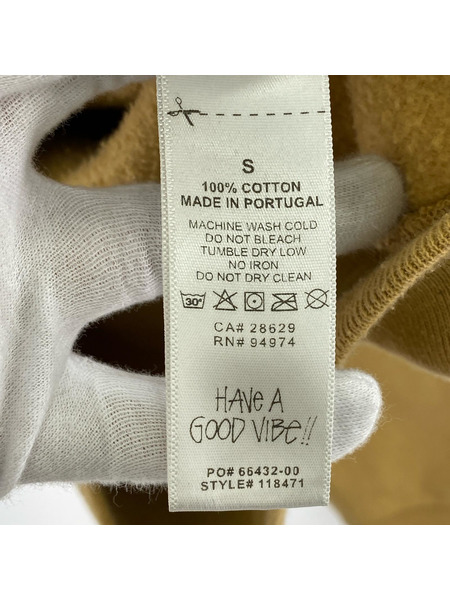 S
100% COTTON
MADE IN PORTUGAL
MACHINE WASH COLD
DO NOT BLEACH
TUMBLE DRY LOW
NO IRON
DO NOT DRY CLEAN
30°
CA# 28629
RN# 94974
HAVE A
GOOD VIBE!!
PO# 66432-00
STYLE# 118471